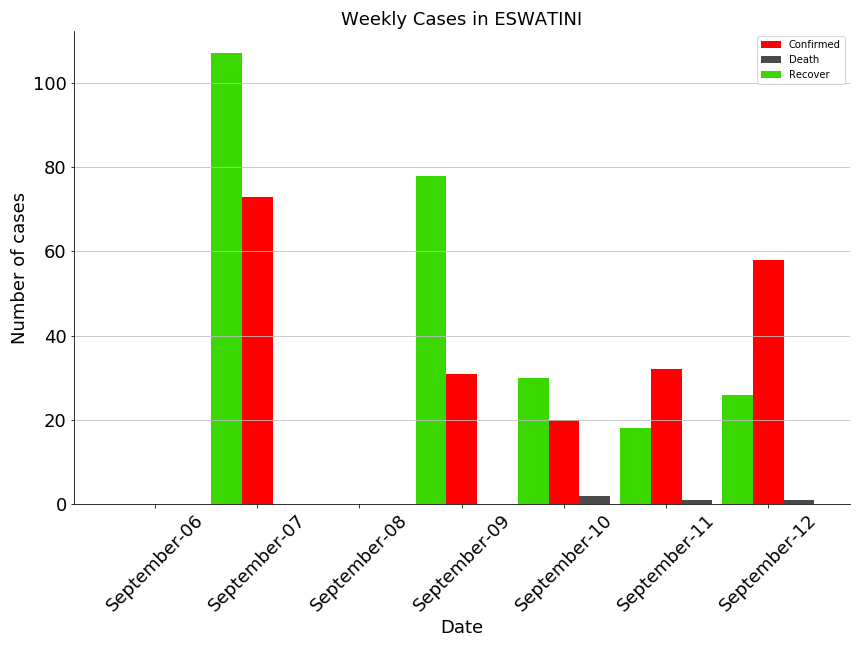 Weekly Cases in ESWATINI
Confirmed
Death
Recover
Number of cases
100
80
60
40
20
0
September-06
September-07
September-08
September-09
September-10
September-11
September-12
Date